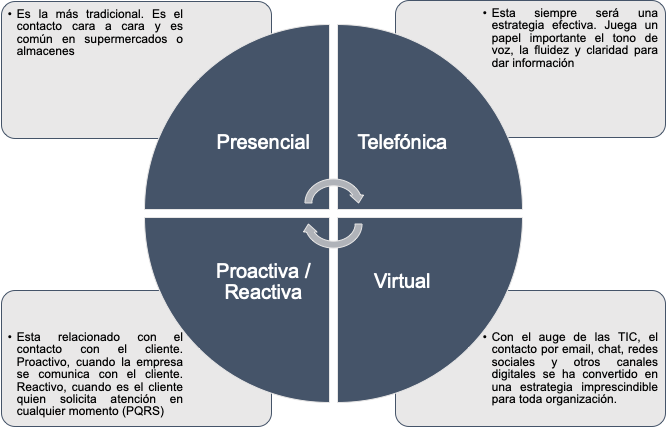 • Es la más tradicional. Es el
contacto cara a cara y es
común en supermercados o
almacenes
• Esta siempre será una
estrategia efectiva. Juega un
papel importante el tono de
voz, la fluidez y claridad para
dar información
Presencial
Telefónica
Proactiva /
Reactiva
Virtual
• Esta relacionado con el
contacto con el cliente.
Proactivo, cuando la empresa
se comunica con el cliente.
Reactivo, cuando es el cliente
quien solicita atención en
cualquier momento (PQRS)
• Con el auge de las TIC, el
contacto por email, chat, redes
sociales y otros canales
digitales se ha convertido en
una estrategia imprescindible
para toda organización.